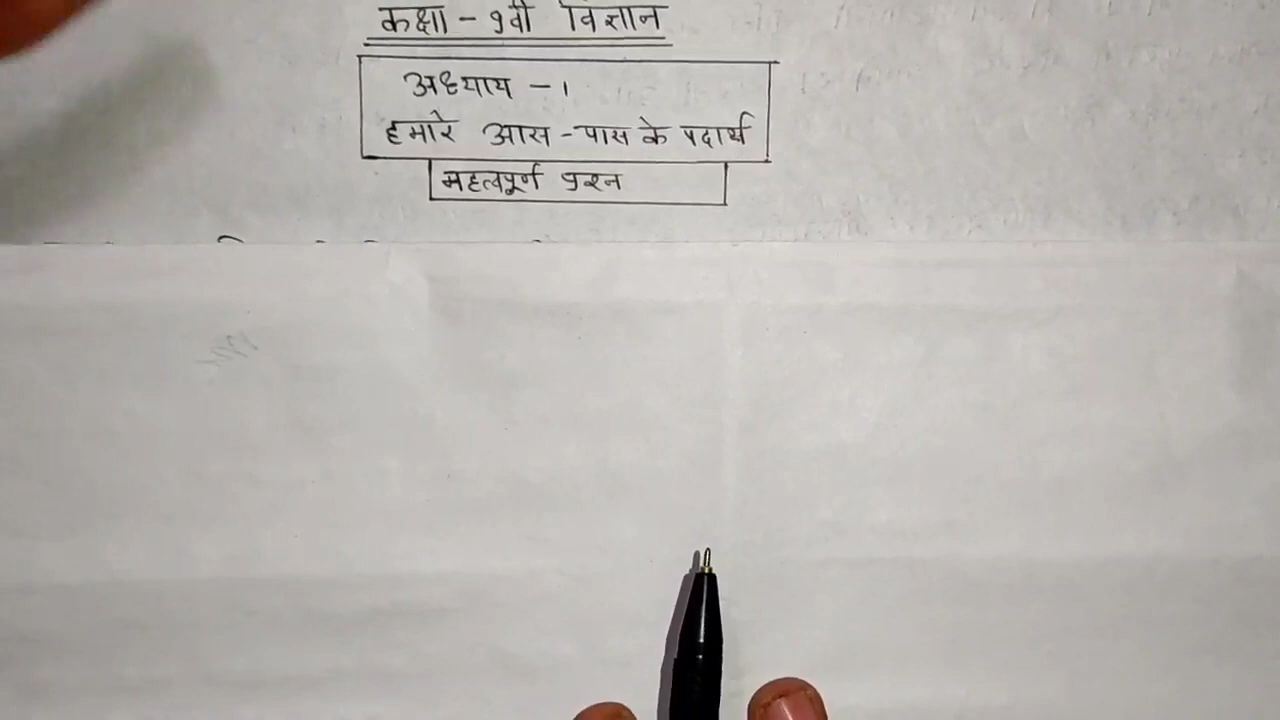 कक्षा - 9वी विज्ञान
अध्याय - 1
हमारे आस - पास के पदार्थ
महत्वपूर्ण प्रश्न